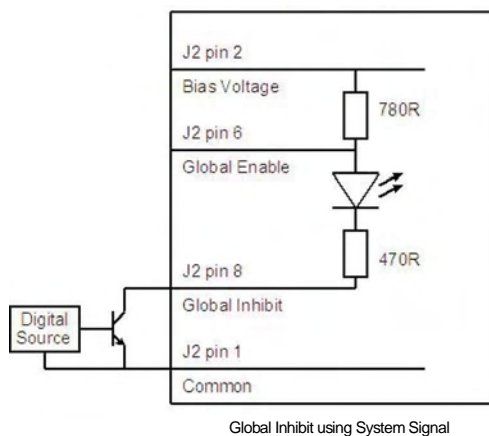 J2 pin 2
Bias Voltage
780R
J2 pin 6
Global Enable
470R
J2 pin 8
Global Inhibit
Digital
Source
J2 pin 1
Common
Global Inhibit using System Signal